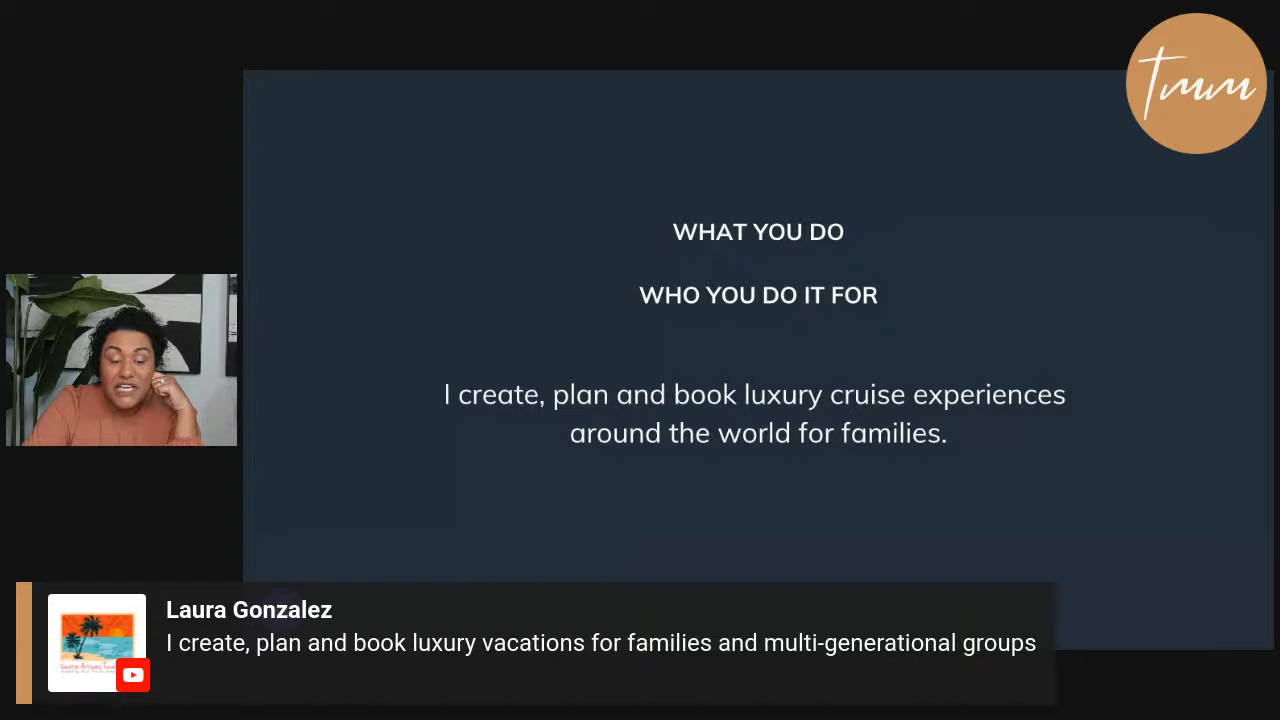 Tmm
WHAT YOU DO
WHO YOU DO IT FOR
I create, plan and book luxury cruise experiences
around the world for families.
Laura Gonzalez
I create, plan and book luxury vacations for families and multi-generational groups